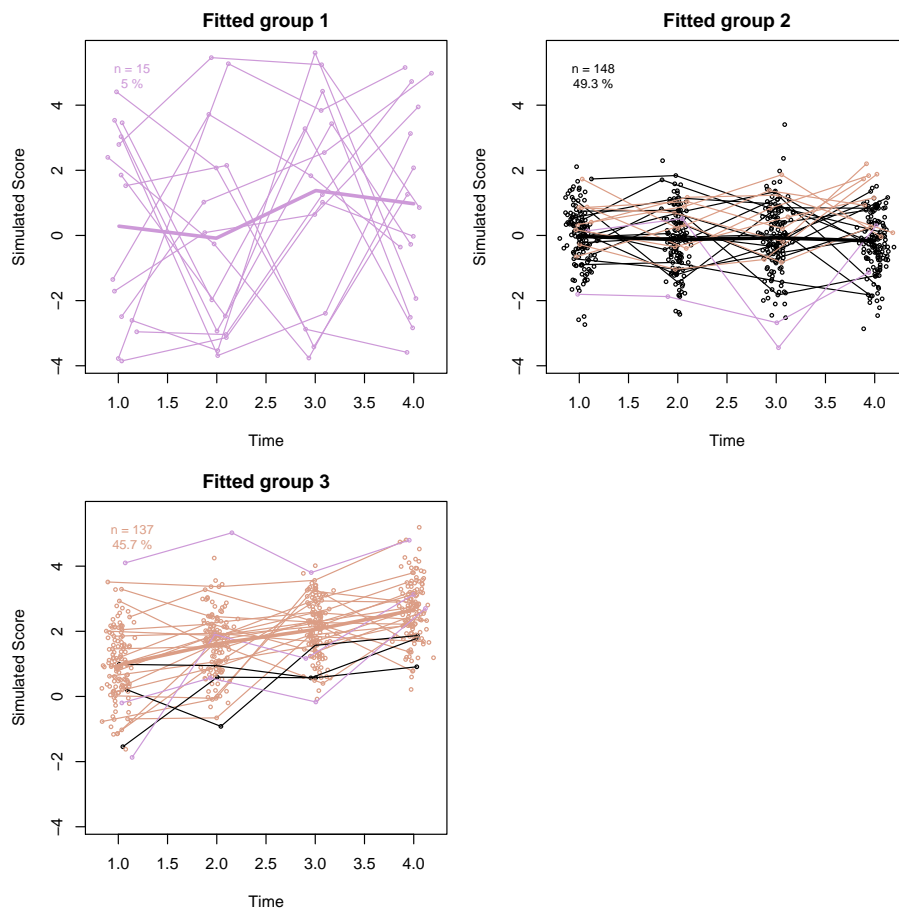 Fitted group 1
n = 15
5 %
Simulated Score
−4 −2 0 2 4
1.0 1.5 2.0 2.5 3.0 3.5 4.0
Time
Fitted group 2
n = 148
49.3 %
Simulated Score
−4 −2 0 2 4
1.0 1.5 2.0 2.5 3.0 3.5 4.0
Time
Fitted group 3
n = 137
45.7 %
Simulated Score
−4 −2 0 2 4
1.0 1.5 2.0 2.5 3.0 3.5 4.0
Time